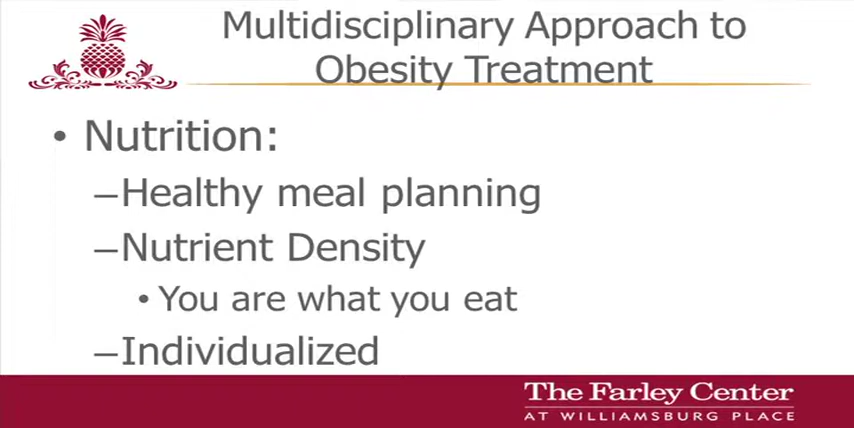 Multidisciplinary Approach to
Obesity Treatment
• Nutrition:
–Healthy meal planning
–Nutrient Density
• You are what you eat
–Individualized
The Farley Center
AT WILLIAMSBURG PLACE